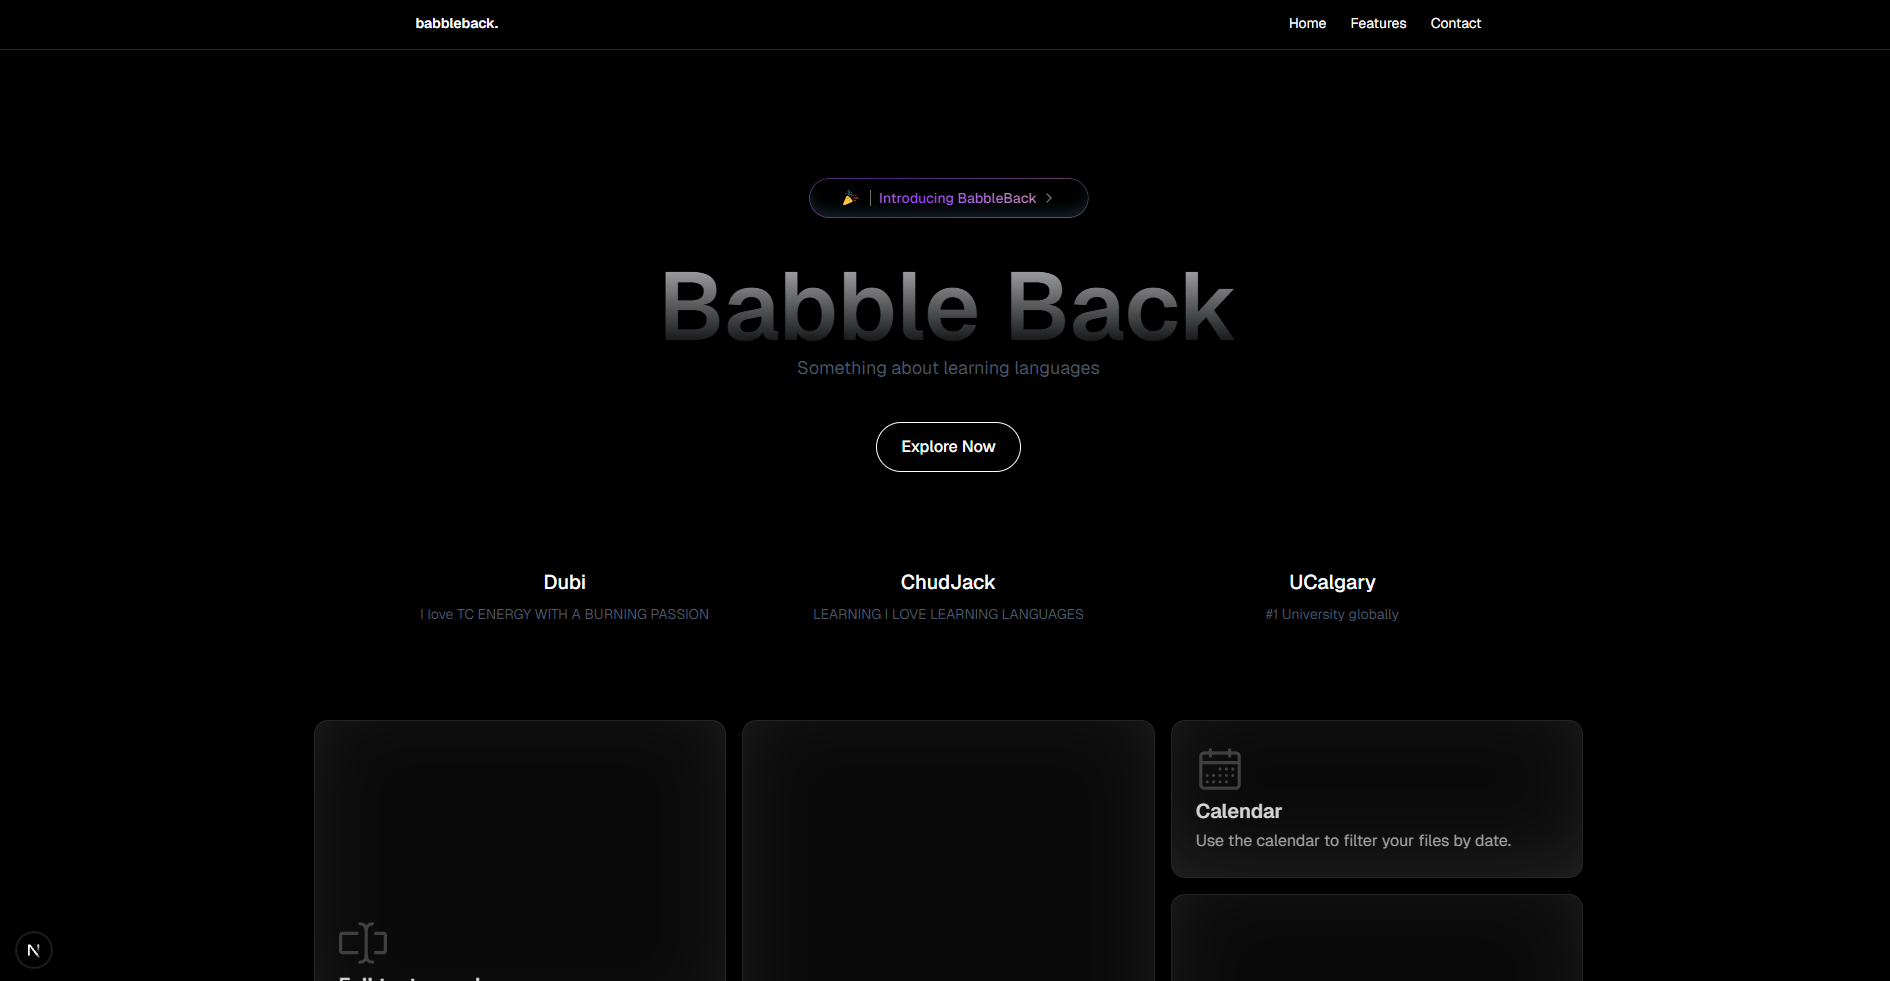 babbleback.
Home Features Contact
🎉 | Introducing BabbleBack >
Babble Back
Something about learning languages
Explore Now
Dubi
I love TC ENERGY WITH A BURNING PASSION
ChudJack
LEARNING I LOVE LEARNING LANGUAGES
UCalgary
#1 University globally
Calendar
Use the calendar to filter your files by date.
N